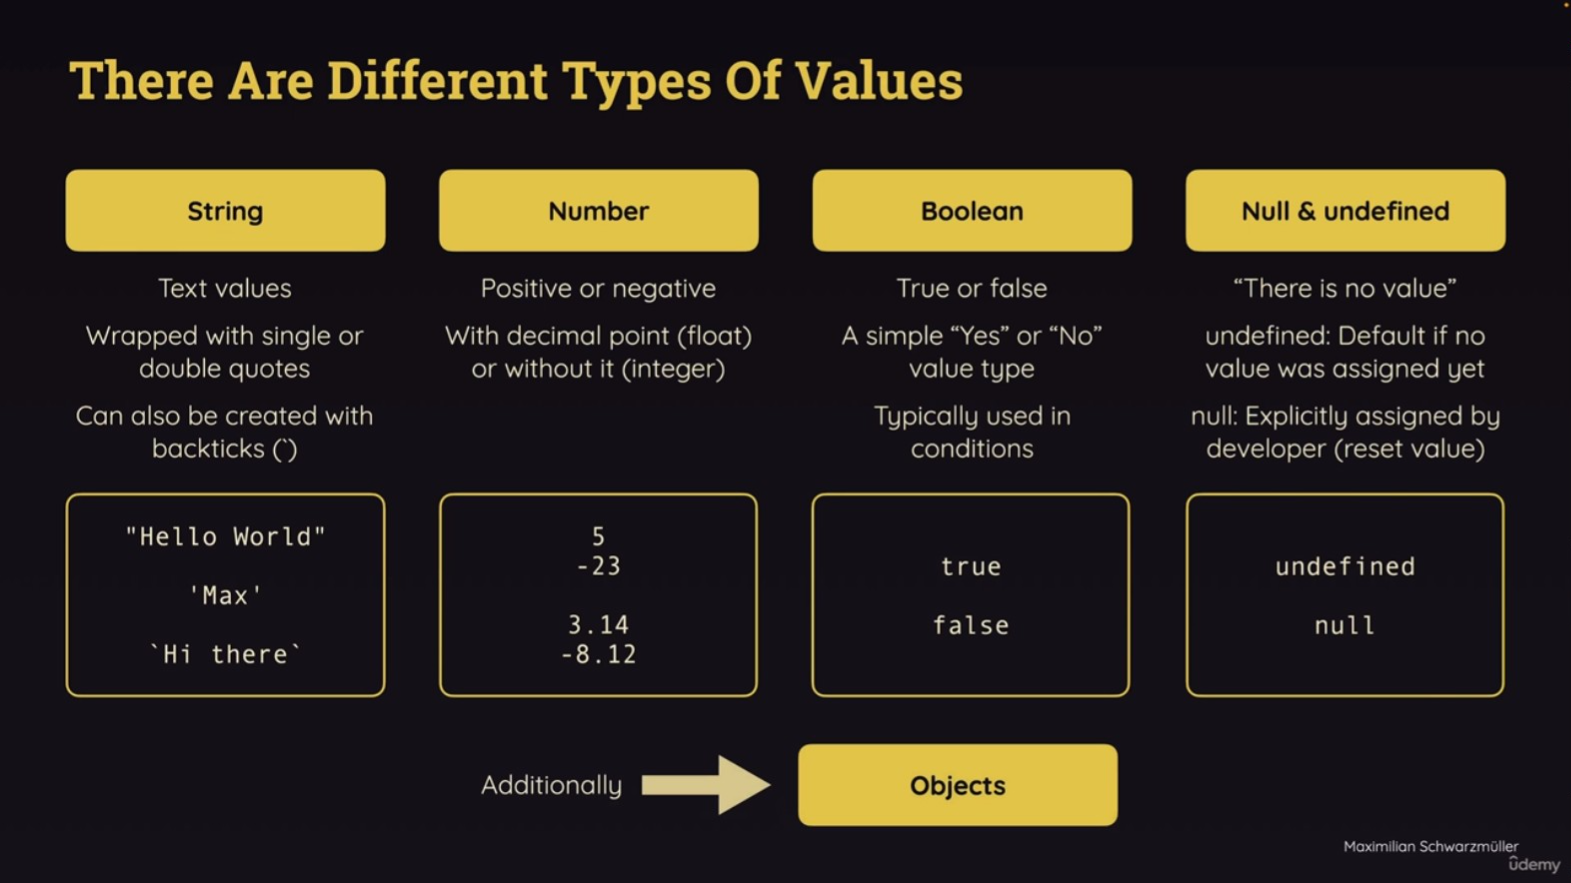 There Are Different Types Of Values
String
Text values
Wrapped with single or
double quotes
Can also be created with
backticks (`)
"Hello World"
'Max'
`Hi there`
Number
Positive or negative
With decimal point (float)
or without it (integer)
5
-23
3.14
-8.12
Boolean
True or false
A simple “Yes” or “No”
value type
Typically used in
conditions
true
false
Null & undefined
“There is no value”
undefined: Default if no
value was assigned yet
null: Explicitly assigned by
developer (reset value)
undefined
null
Additionally
Objects
Maximilian Schwarzmüller
ûdemy